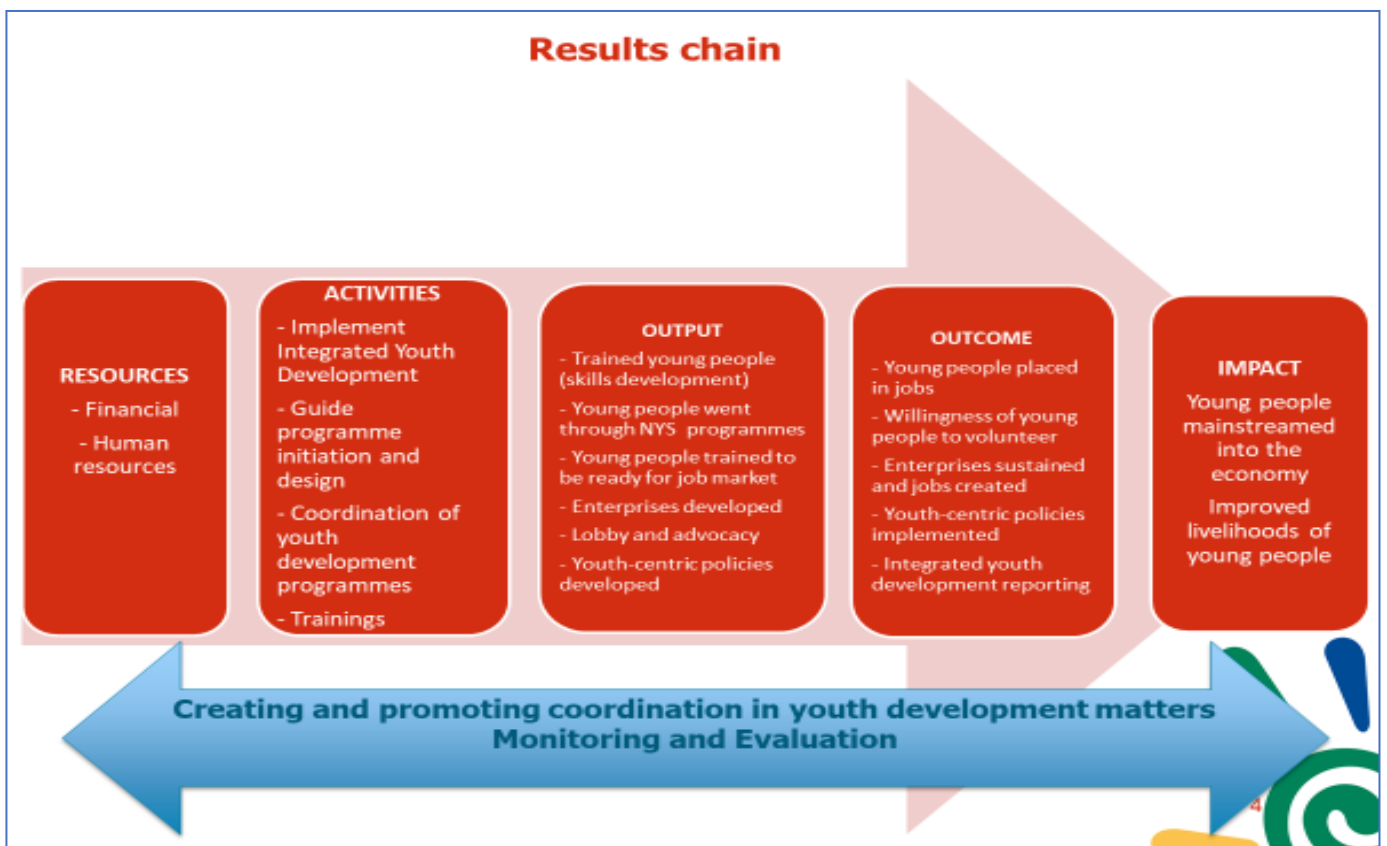 Results chain
RESOURCES
- Financial
- Human
resources
ACTIVITIES
- Implement
Integrated Youth
Development
- Guide
programme
initiation and
design
- Coordination of
youth
development
programmes
- Trainings
OUTPUT
- Trained young people
(skills development)
- Young people went
through NYS programmes
- Young people trained to
be ready for job market
- Enterprises developed
- Lobby and advocacy
- Youth-centric policies
developed
OUTCOME
- Young people placed
in jobs
- Willingness of young
people to volunteer
- Enterprises sustained
and jobs created
- Youth-centric policies
implemented
- Integrated youth
development reporting
IMPACT
Young people
mainstreamed
into the
economy
Improved
livelihoods of
young people
Creating and promoting coordination in youth development matters
Monitoring and Evaluation
4